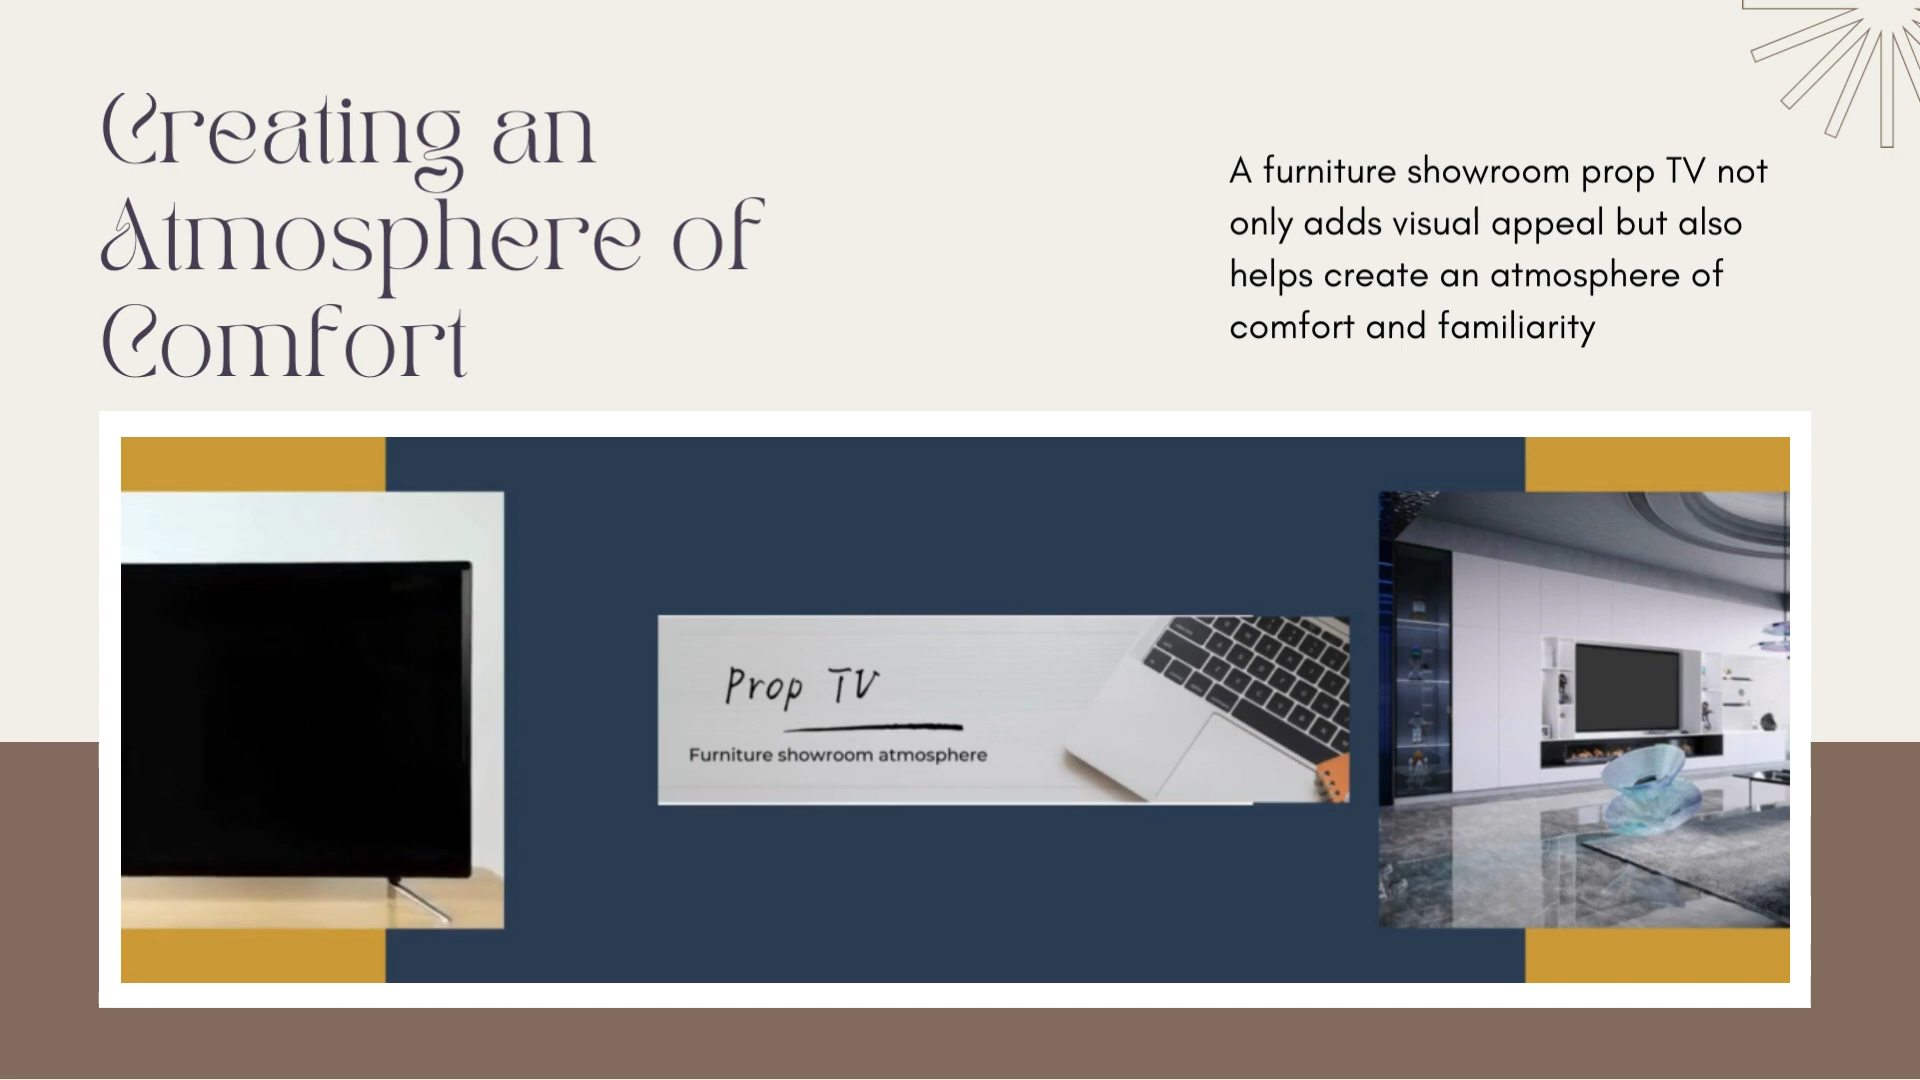 Creating an
Atmosphere of
Comfort
A furniture showroom prop TV not
only adds visual appeal but also
helps create an atmosphere of
comfort and familiarity
Prop TV
Furniture showroom atmosphere